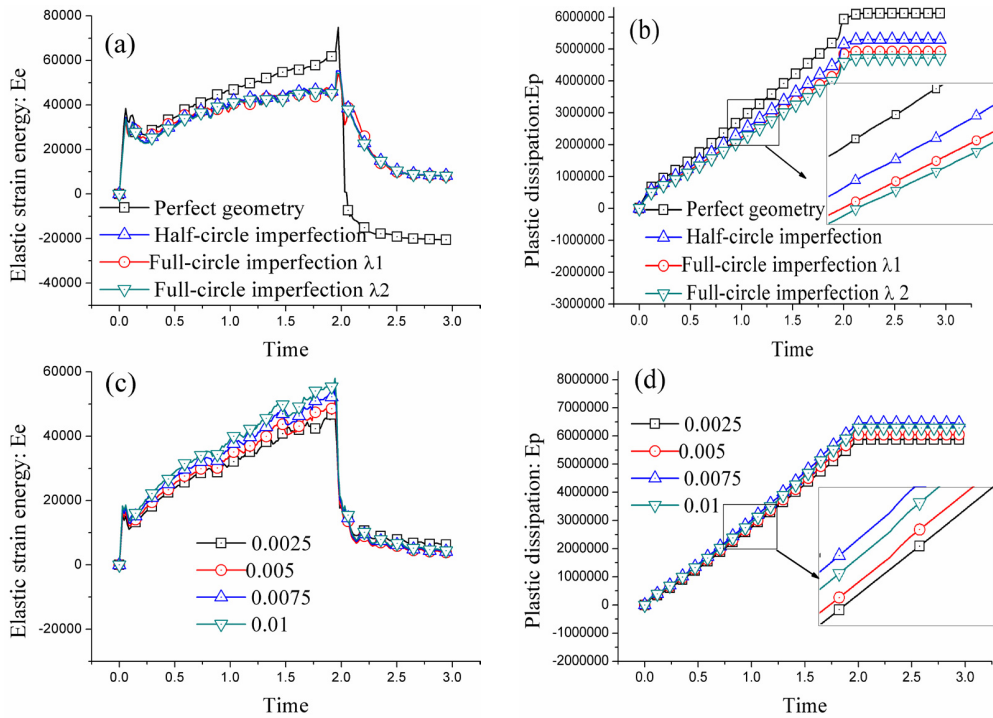 (a)
Elastic strain energy: Ee
80000
60000
40000
20000
0
-20000
-40000
Perfect geometry
Half-circle imperfection
Full-circle imperfection λ1
Full-circle imperfection λ2
0.0 0.5 1.0 1.5 2.0 2.5 3.0
Time
(b)
Plastic dissipation:Ep
6000000
5000000
4000000
3000000
2000000
1000000
0
-1000000
-2000000
-3000000
Perfect geometry
Half-circle imperfection
Full-circle imperfection λ1
Full-circle imperfection λ 2
0.0 0.5 1.0 1.5 2.0 2.5 3.0
Time
(c)
Elastic strain energy: Ee
60000
40000
20000
0
-20000
0.0025
0.005
0.0075
0.01
0.0 0.5 1.0 1.5 2.0 2.5 3.0
Time
(d)
Plastic dissipation: Ep
8000000
7000000
6000000
5000000
4000000
3000000
2000000
1000000
0
-1000000
-2000000
0.0025
0.005
0.0075
0.01
0.0 0.5 1.0 1.5 2.0 2.5 3.0
Time